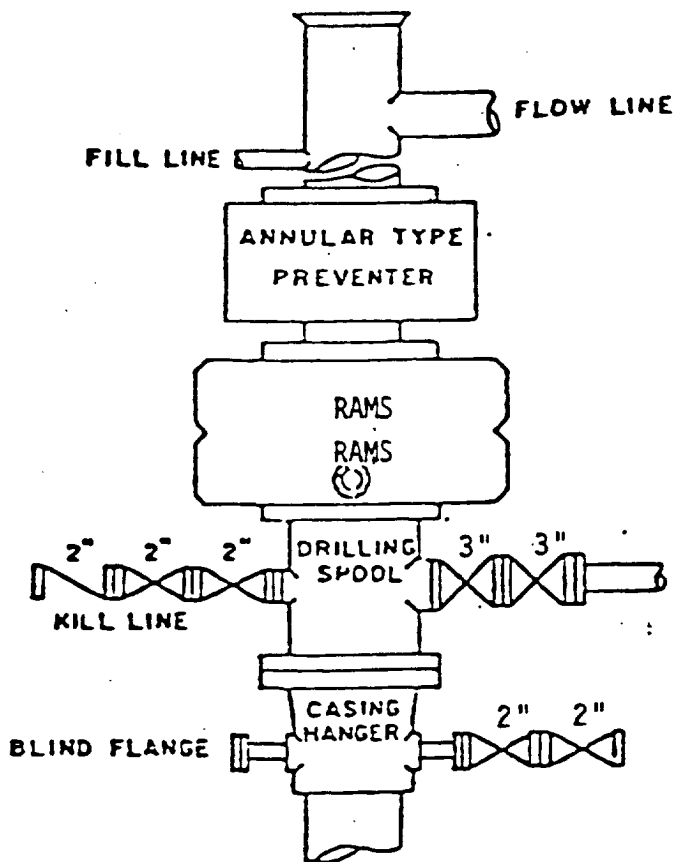 FLOW LINE
FILL LINE
ANNULAR TYPE
PREVENTER
RAMS
RAMS
2" 2" 2"
DRILLING
SPOOL
3" 3"
KILL LINE
CASING
HANGER
2" 2"
BLIND FLANGE